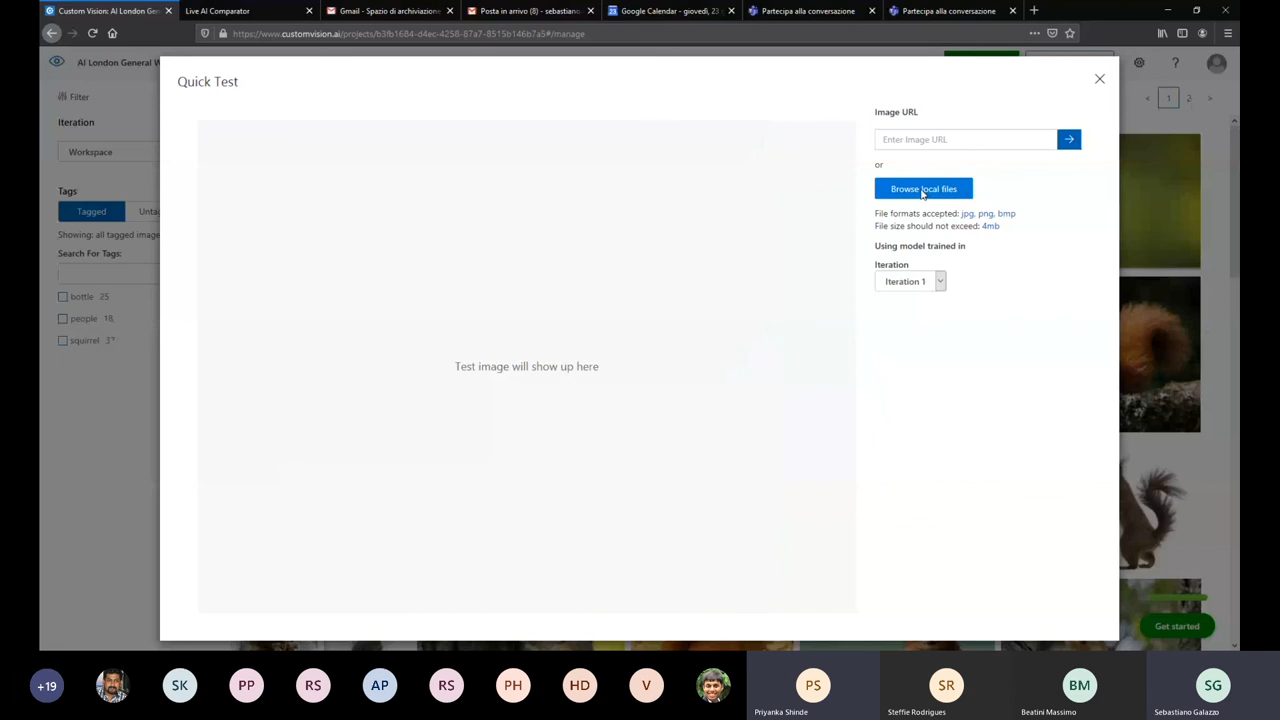 Custom Vision: AI London Gener
Live AI Comparator
Gmail - Spazio di archiviazione
Posta in arrivo (8) - sebastiano
Google Calendar - giovedì, 23 g
Partecipa alla conversazione
Partecipa alla conversazione
https://www.customvision.ai/projects/b3fb1684-d4ec-4258-87a7-8515b146b7a5#/manage
AI London General W
Filter
1
2
Iteration
Workspace
Tags
Tagged
Untag
Showing: all tagged image
Search For Tags:
bottle 25
people 18
squirrel
Quick Test
Test image will show up here
Image URL
Enter Image URL
or
Browse local files
File formats accepted: jpg, png, bmp
File size should not exceed: 4mb
Using model trained in
Iteration
Iteration 1
Get started
+19
SK
PP
RS
AP
RS
PH
HD
V
PS
Priyanka Shinde
SR
Steffie Rodrigues
BM
Beatini Massimo
SG
Sebastiano Galazzo